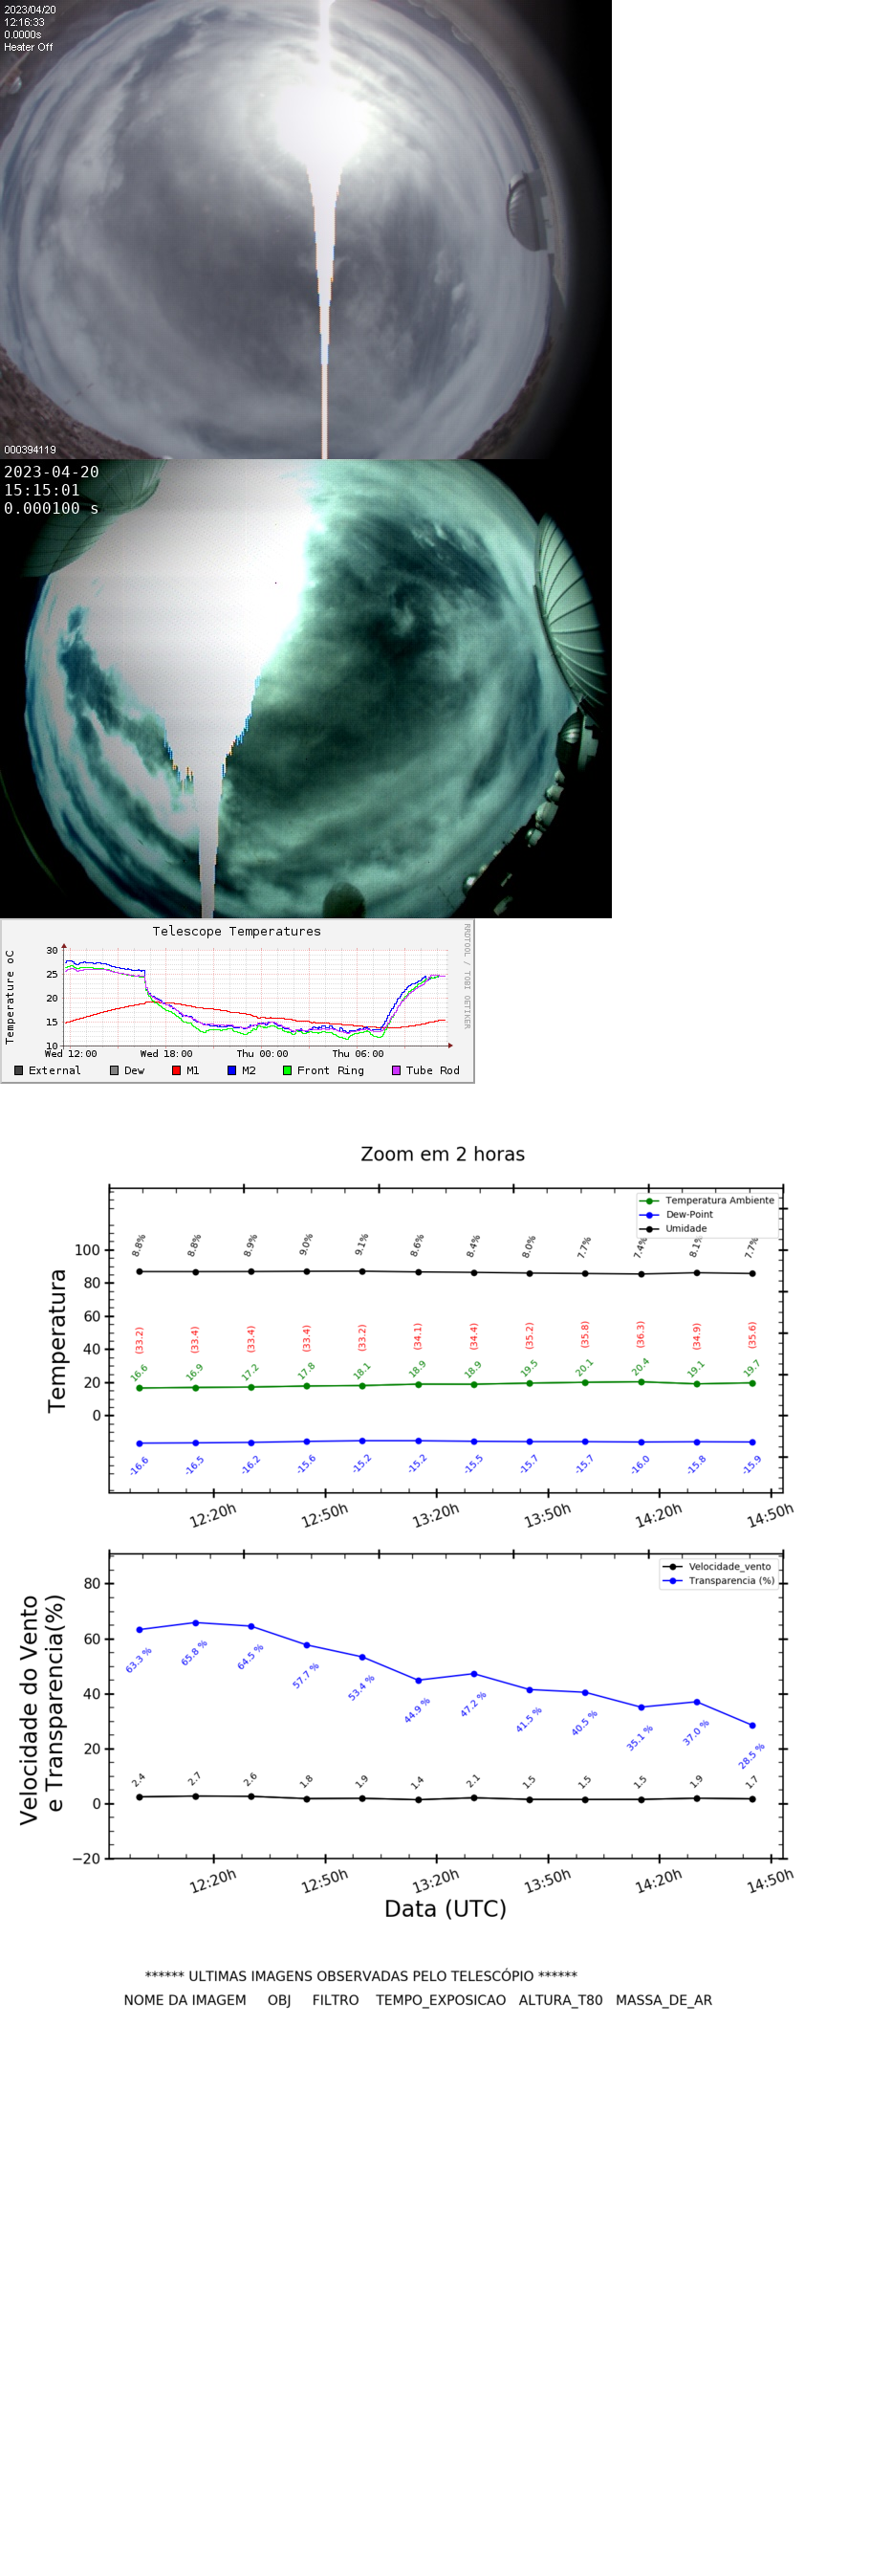 2023/04/20
12:16:33
0.0000s
Heater Off
000394119
2023-04-20
15:15:01
0.000100 s
Telescope Temperatures
RRDTOOL / TOBI OETIKER
Temperature oC
30
25
20
15
10
Wed 12:00 Wed 18:00 Thu 00:00 Thu 06:00
External Dew M1 M2 Front Ring Tube Rod
Zoom em 2 horas
Temperatura Ambiente
Dew-Point
Umidade
Temperatura
100
80
60
40
20
0
8.8% 8.8% 8.9% 9.0% 9.1% 8.6% 8.4% 8.0% 7.7% 7.4% 8.1% 7.7%
(33.2) (33.4) (33.4) (33.4) (33.2) (34.1) (34.4) (35.2) (35.8) (36.3) (34.9) (35.6)
16.6 16.9 17.2 17.8 18.1 18.9 18.9 19.5 20.1 20.4 19.1 19.7
-16.6 -16.5 -16.2 -15.6 -15.2 -15.2 -15.5 -15.7 -15.7 -16.0 -15.8 -15.9
12:20h 12:50h 13:20h 13:50h 14:20h 14:50h
Velocidade_vento
Transparencia (%)
Velocidade do Vento
e Transparencia(%)
80
60
40
20
0
−20
63.3 % 65.8 % 64.5 % 57.7 % 53.4 % 44.9 % 47.2 % 41.5 % 40.5 % 35.1 % 37.0 % 28.5 %
2.4 2.7 2.6 1.8 1.9 1.4 2.1 1.5 1.5 1.5 1.9 1.7
12:20h 12:50h 13:20h 13:50h 14:20h 14:50h
Data (UTC)
****** ULTIMAS IMAGENS OBSERVADAS PELO TELESCÓPIO ******
NOME DA IMAGEM OBJ FILTRO TEMPO_EXPOSICAO ALTURA_T80 MASSA_DE_AR